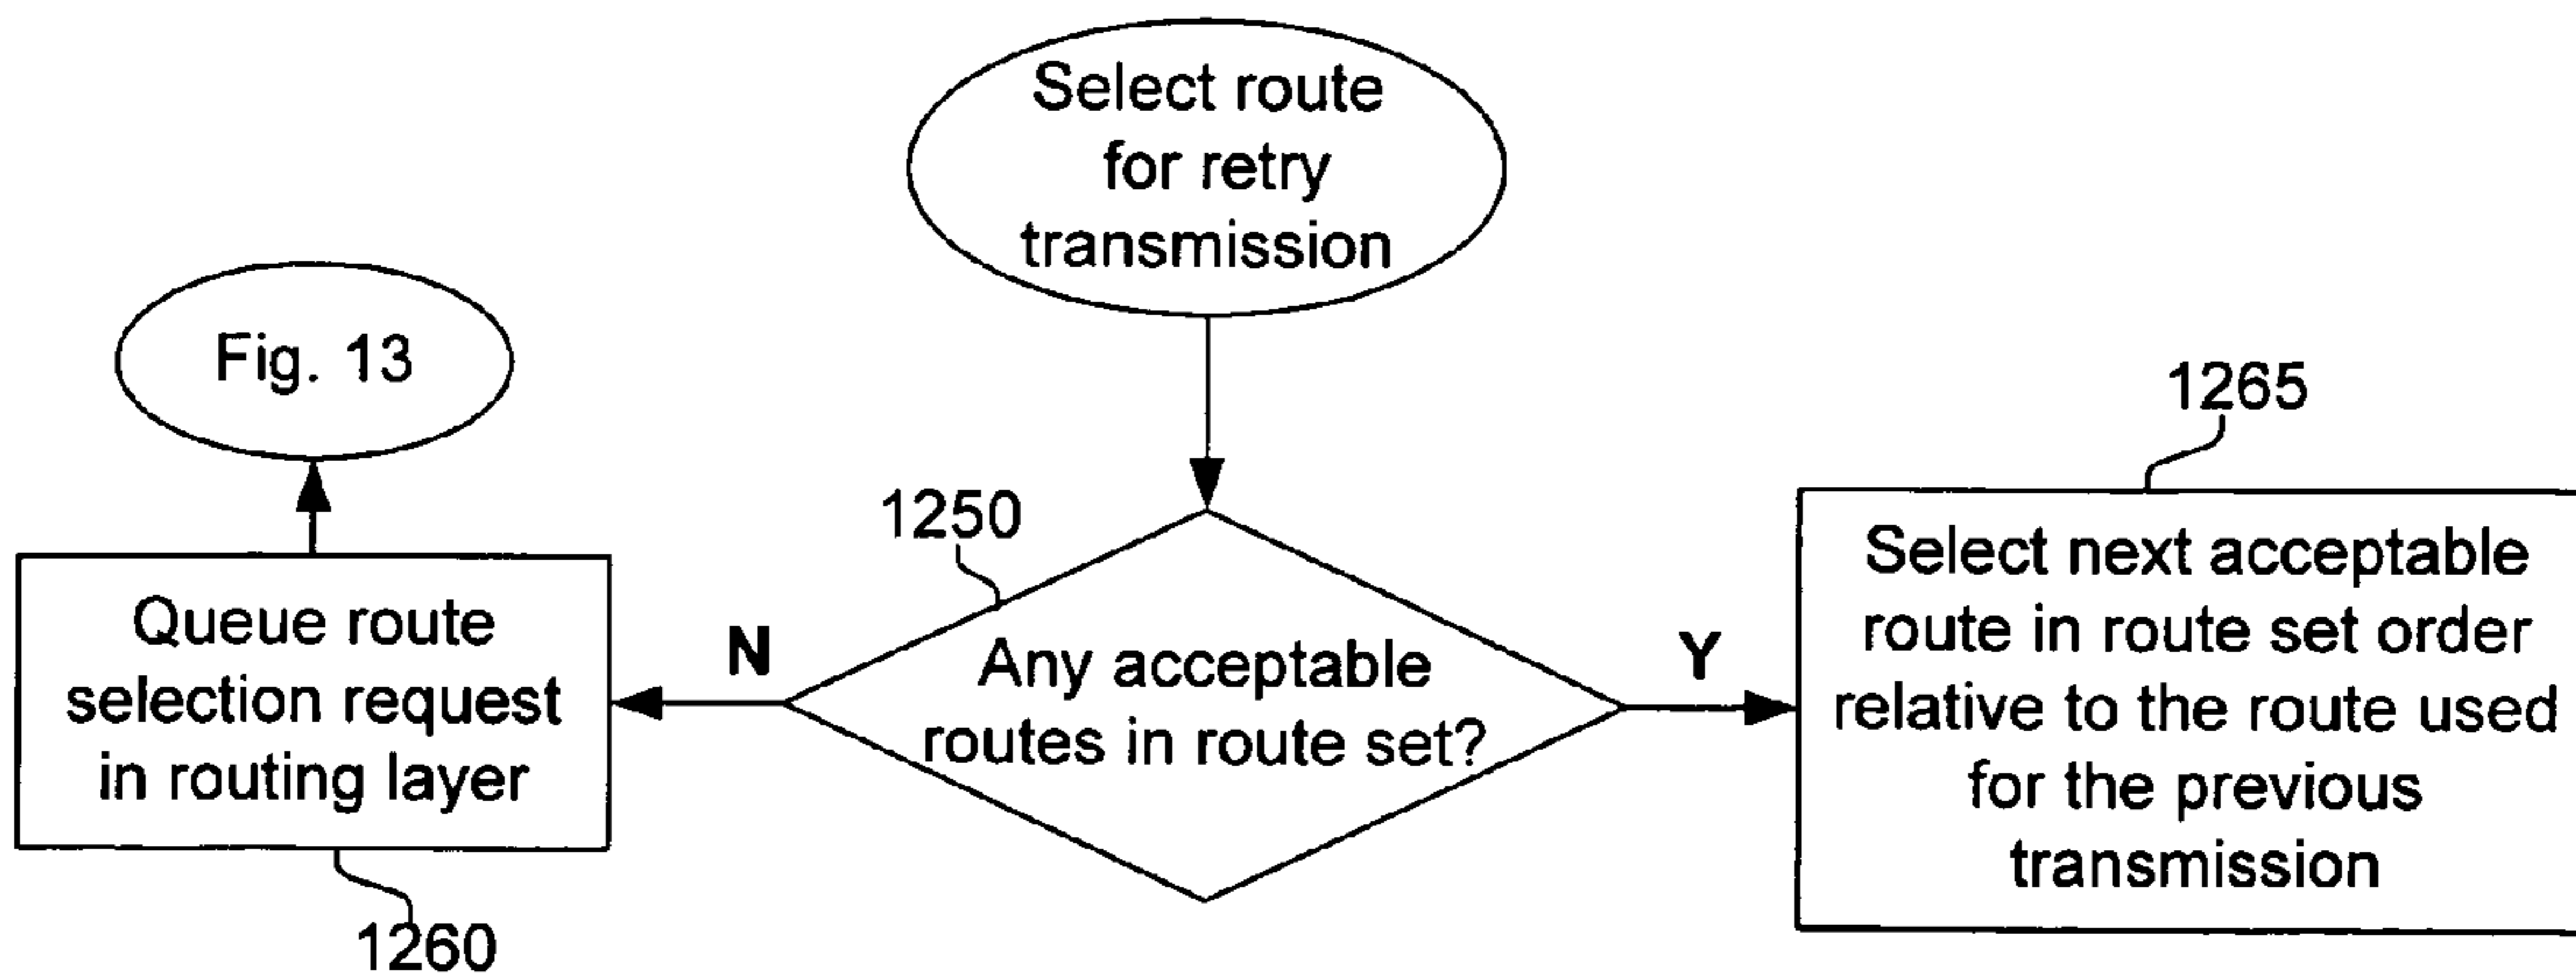 Select route
for retry
transmission
Fig. 13
1265
1250
Queue route
selection request
in routing layer
N
Any acceptable
routes in route set?
Y
Select next acceptable
route in route set order
relative to the route used
for the previous
transmission
1260